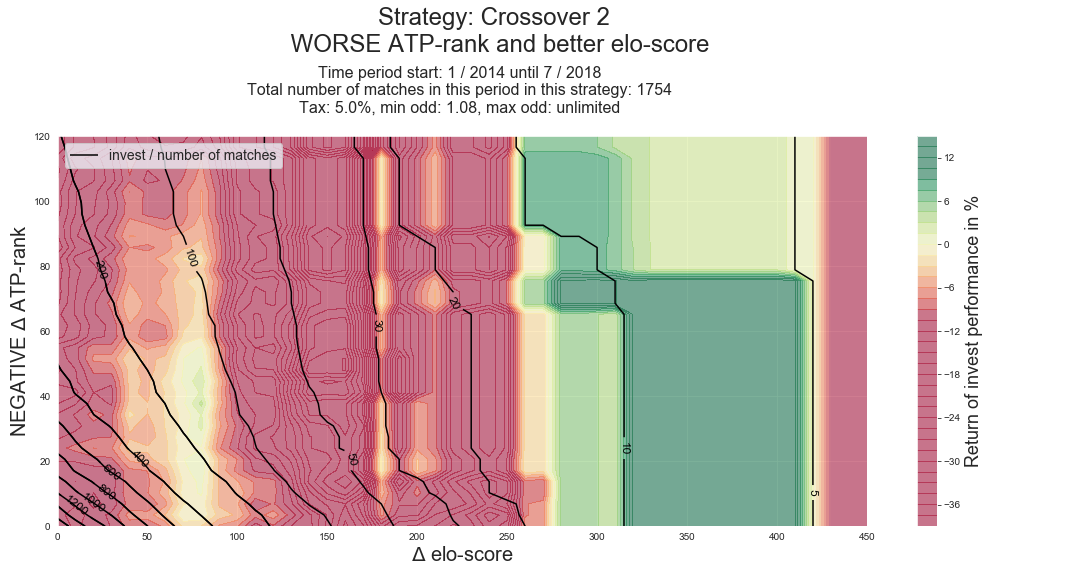 Strategy: Crossover 2
WORSE ATP-rank and better elo-score
Time period start: 1 / 2014 until 7 / 2018
Total number of matches in this period in this strategy: 1754
Tax: 5.0%, min odd: 1.08, max odd: unlimited
invest / number of matches
NEGATIVE Δ ATP-rank
120
100
80
60
40
20
0
0 50 100 150 200 250 300 350 400 450
Δ elo-score
200
100
30
20
50
10
5
400
600
800
1000
1200
12
6
0
−6
−12
−18
−24
−30
−36
Return of invest performance in %